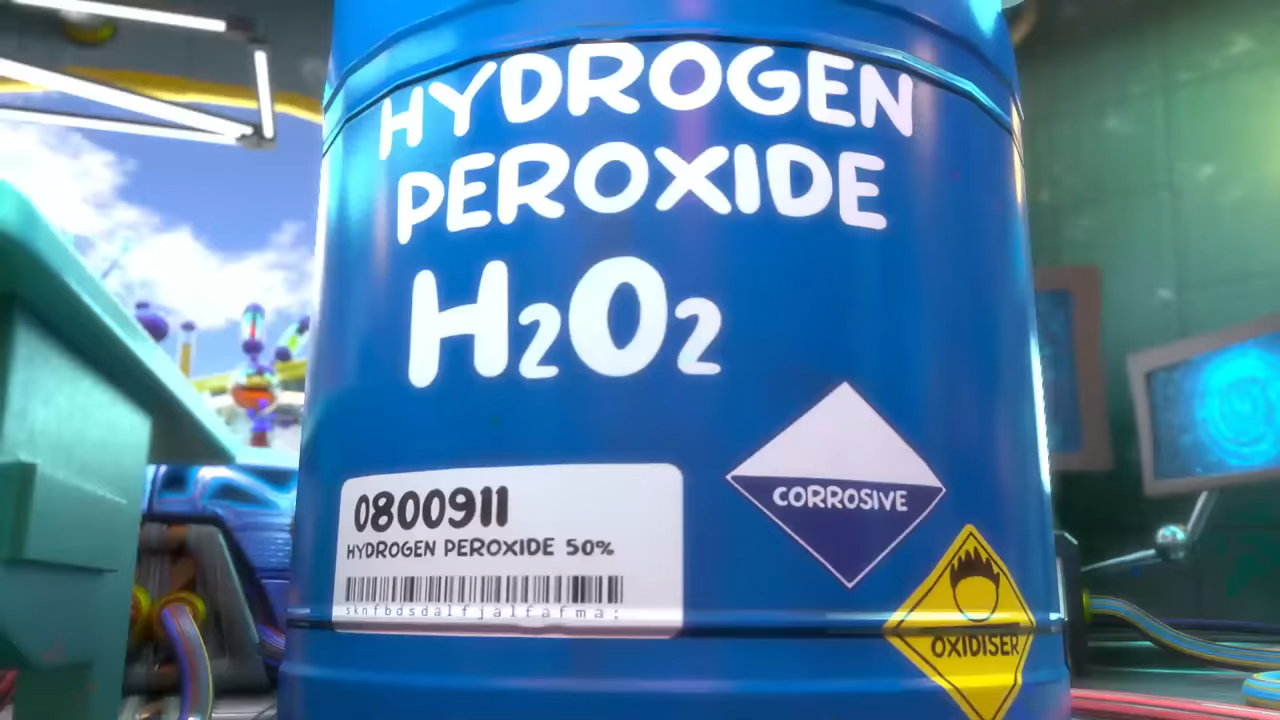 HYDROGEN
PEROXIDE
H₂O₂
0800911
HYDROGEN PEROXIDE 50%
sknfbdsdalfjalfafma;
CORROSIVE
OXIDISER